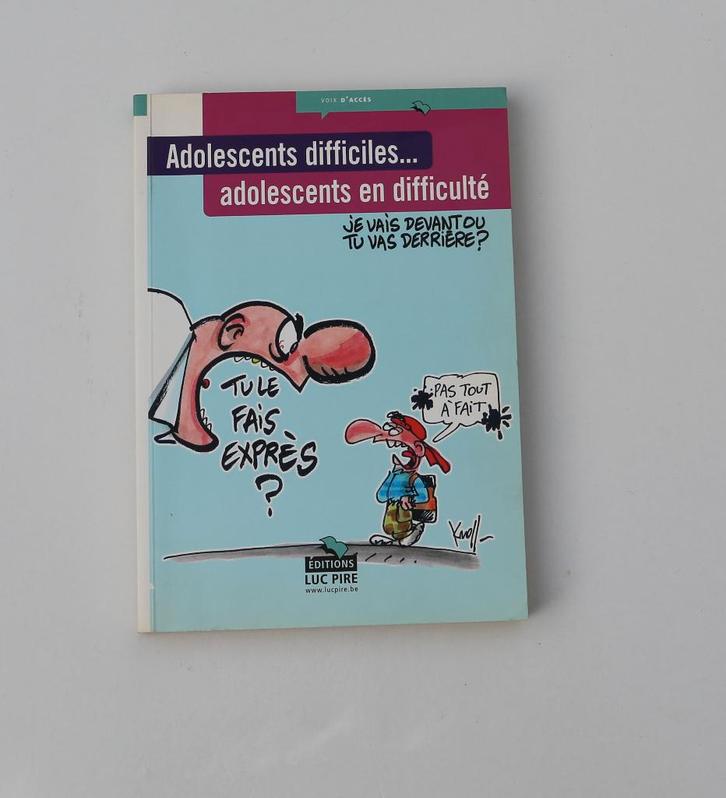 VOIX D'ACCÈS
Adolescents difficiles...
adolescents en difficulté
JE VAIS DEVANT OU
TU VAS DERRIÈRE?
TU LE
FAIS
EXPRÈS
?
PAS TOUT
À FAIT
Knoll
ÉDITIONS
LUC PIRE
www.lucpire.be